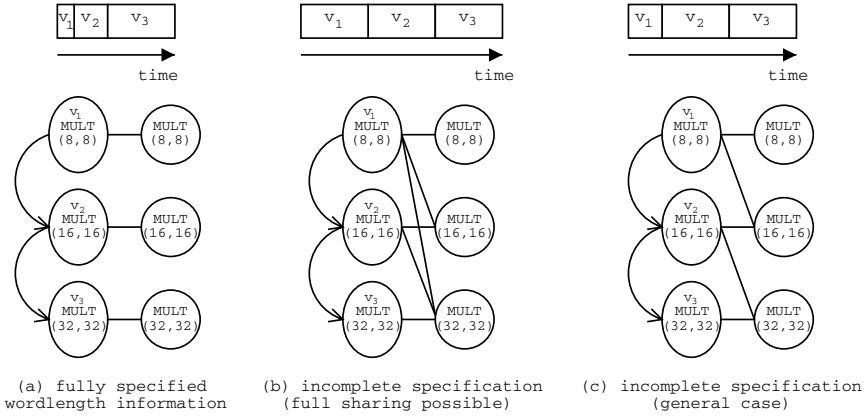 v1 v2 v3
time
v1
MULT
(8,8)
MULT
(8,8)
v2
MULT
(16,16)
MULT
(16,16)
v3
MULT
(32,32)
MULT
(32,32)
(a) fully specified
wordlength information
v1 v2 v3
time
v1
MULT
(8,8)
MULT
(8,8)
v2
MULT
(16,16)
MULT
(16,16)
v3
MULT
(32,32)
MULT
(32,32)
(b) incomplete specification
(full sharing possible)
v1 v2 v3
time
v1
MULT
(8,8)
MULT
(8,8)
v2
MULT
(16,16)
MULT
(16,16)
v3
MULT
(32,32)
MULT
(32,32)
(c) incomplete specification
(general case)